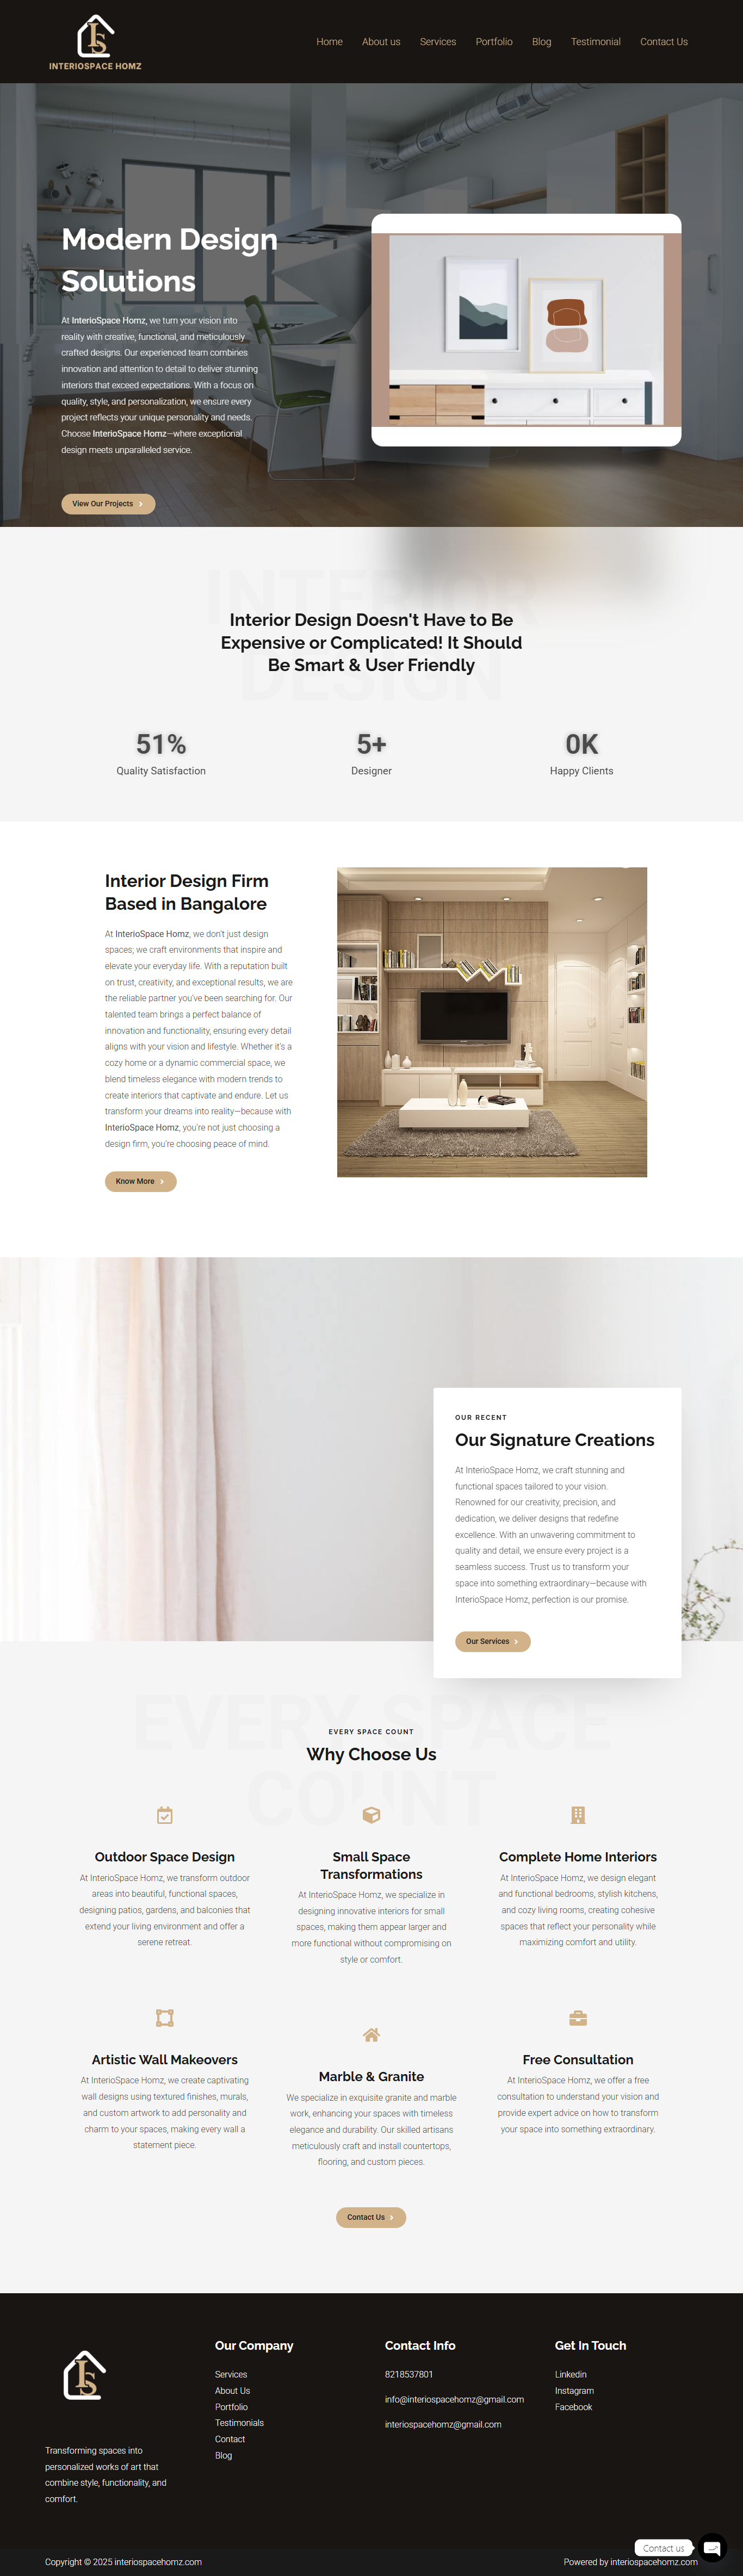 IS
INTERIOSPACE HOMZ
Home About us Services Portfolio Blog Testimonial Contact Us
Modern Design
Solutions
At InterioSpace Homz, we turn your vision into
reality with creative, functional, and meticulously
crafted designs. Our experienced team combines
innovation and attention to detail to deliver stunning
interiors that exceed expectations. With a focus on
quality, style, and personalization, we ensure every
project reflects your unique personality and needs.
Choose InterioSpace Homz—where exceptional
design meets unparalleled service.
View Our Projects
INTERIOR
DESIGN
Interior Design Doesn't Have to Be
Expensive or Complicated! It Should
Be Smart & User Friendly
51%
Quality Satisfaction
5+
Designer
0K
Happy Clients
Interior Design Firm
Based in Bangalore
At InterioSpace Homz, we don't just design
spaces; we craft environments that inspire and
elevate your everyday life. With a reputation built
on trust, creativity, and exceptional results, we are
the reliable partner you've been searching for. Our
talented team brings a perfect balance of
innovation and functionality, ensuring every detail
aligns with your vision and lifestyle. Whether it's a
cozy home or a dynamic commercial space, we
blend timeless elegance with modern trends to
create interiors that captivate and endure. Let us
transform your dreams into reality—because with
InterioSpace Homz, you're not just choosing a
design firm, you're choosing peace of mind.
Know More
OUR RECENT
Our Signature Creations
At InterioSpace Homz, we craft stunning and
functional spaces tailored to your vision.
Renowned for our creativity, precision, and
dedication, we deliver designs that redefine
excellence. With an unwavering commitment to
quality and detail, we ensure every project is a
seamless success. Trust us to transform your
space into something extraordinary—because with
InterioSpace Homz, perfection is our promise.
Our Services
EVERY SPACE
COUNT
EVERY SPACE COUNT
Why Choose Us
Outdoor Space Design
At InterioSpace Homz, we transform outdoor
areas into beautiful, functional spaces,
designing patios, gardens, and balconies that
extend your living environment and offer a
serene retreat.
Small Space
Transformations
At InterioSpace Homz, we specialize in
designing innovative interiors for small
spaces, making them appear larger and
more functional without compromising on
style or comfort.
Complete Home Interiors
At InterioSpace Homz, we design elegant
and functional bedrooms, stylish kitchens,
and cozy living rooms, creating cohesive
spaces that reflect your personality while
maximizing comfort and utility.
Artistic Wall Makeovers
At InterioSpace Homz, we create captivating
wall designs using textured finishes, murals,
and custom artwork to add personality and
charm to your spaces, making every wall a
statement piece.
Marble & Granite
We specialize in exquisite granite and marble
work, enhancing your spaces with timeless
elegance and durability. Our skilled artisans
meticulously craft and install countertops,
flooring, and custom pieces.
Free Consultation
At InterioSpace Homz, we offer a free
consultation to understand your vision and
provide expert advice on how to transform
your space into something extraordinary.
Contact Us
IS
Transforming spaces into
personalized works of art that
combine style, functionality, and
comfort.
Our Company
Services
About Us
Portfolio
Testimonials
Contact
Blog
Contact Info
8218537801
info@interiospacehomz@gmail.com
interiospacehomz@gmail.com
Get In Touch
Linkedin
Instagram
Facebook
Contact us
Copyright © 2025 interiospacehomz.com
Powered by interiospacehomz.com